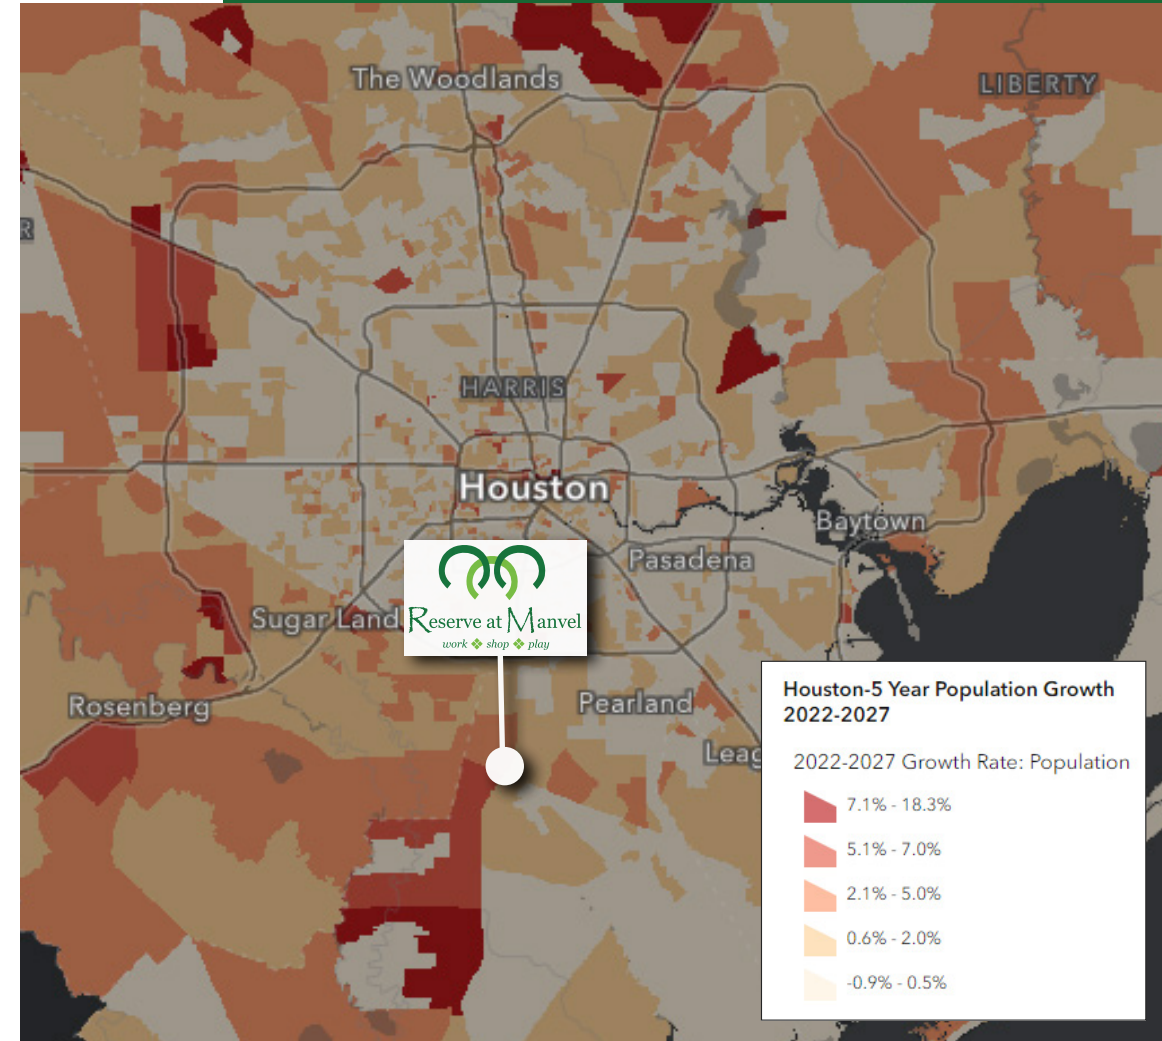 The Woodlands
LIBERTY
R
HARRIS
Houston
Baytown
Pasadena
Reserve at Manvel
work shop play
Sugar Land
Rosenberg
Pearland
Leag
Houston-5 Year Population Growth
2022-2027
2022-2027 Growth Rate: Population
7.1% - 18.3%
5.1% - 7.0%
2.1% - 5.0%
0.6% - 2.0%
-0.9% - 0.5%